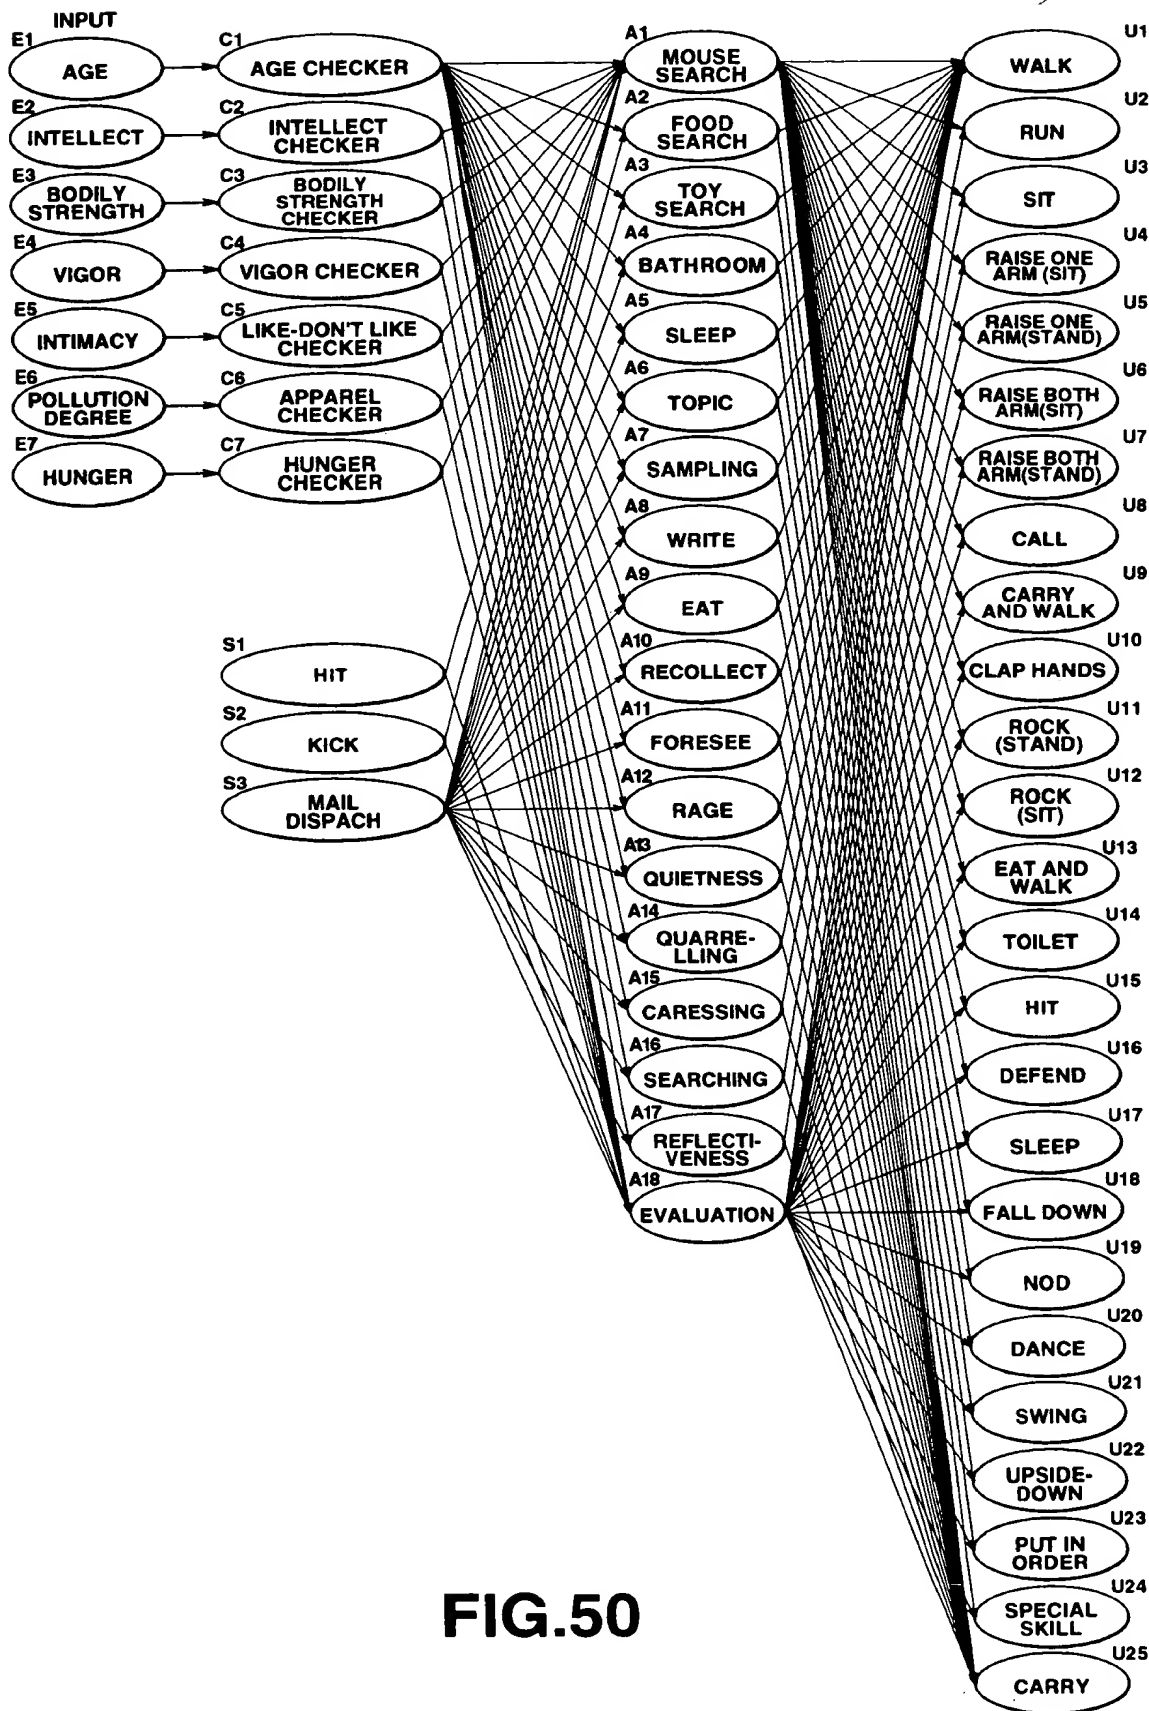 INPUT
E1
AGE
E2
INTELLECT
E3
BODILY
STRENGTH
E4
VIGOR
E5
INTIMACY
E6
POLLUTION
DEGREE
E7
HUNGER
C1
AGE CHECKER
C2
INTELLECT
CHECKER
C3
BODILY
STRENGTH
CHECKER
C4
VIGOR CHECKER
C5
LIKE-DON'T LIKE
CHECKER
C6
APPAREL
CHECKER
C7
HUNGER
CHECKER
S1
HIT
S2
KICK
S3
MAIL
DISPACH
A1
MOUSE
SEARCH
A2
FOOD
SEARCH
A3
TOY
SEARCH
A4
BATHROOM
A5
SLEEP
A6
TOPIC
A7
SAMPLING
A8
WRITE
A9
EAT
A10
RECOLLECT
A11
FORESEE
A12
RAGE
A13
QUIETNESS
A14
QUARRE-
LLING
A15
CARESSING
A16
SEARCHING
A17
REFLECTI-
VENESS
A18
EVALUATION
U1
WALK
U2
RUN
U3
SIT
U4
RAISE ONE
ARM (SIT)
U5
RAISE ONE
ARM(STAND)
U6
RAISE BOTH
ARM(SIT)
U7
RAISE BOTH
ARM(STAND)
U8
CALL
U9
CARRY
AND WALK
U10
CLAP HANDS
U11
ROCK
(STAND)
U12
ROCK
(SIT)
U13
EAT AND
WALK
U14
TOILET
U15
HIT
U16
DEFEND
U17
SLEEP
U18
FALL DOWN
U19
NOD
U20
DANCE
U21
SWING
U22
UPSIDE-
DOWN
U23
PUT IN
ORDER
U24
SPECIAL
SKILL
U25
CARRY
FIG.50